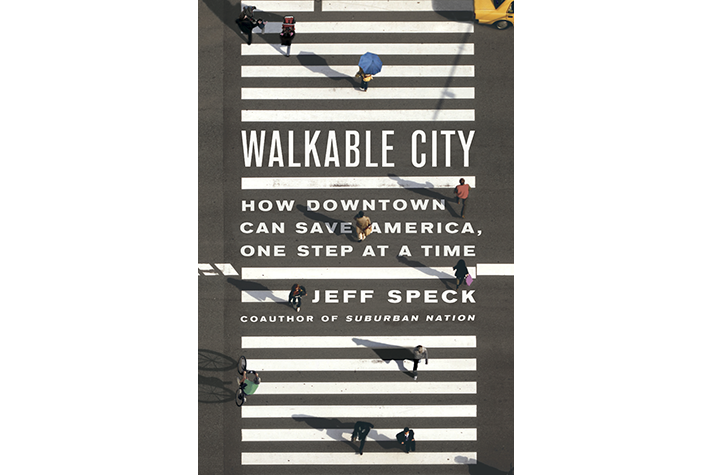 WALKABLE CITY
HOW DOWNTOWN
CAN SAVE AMERICA,
ONE STEP AT A TIME
JEFF SPECK
COAUTHOR OF SUBURBAN NATION